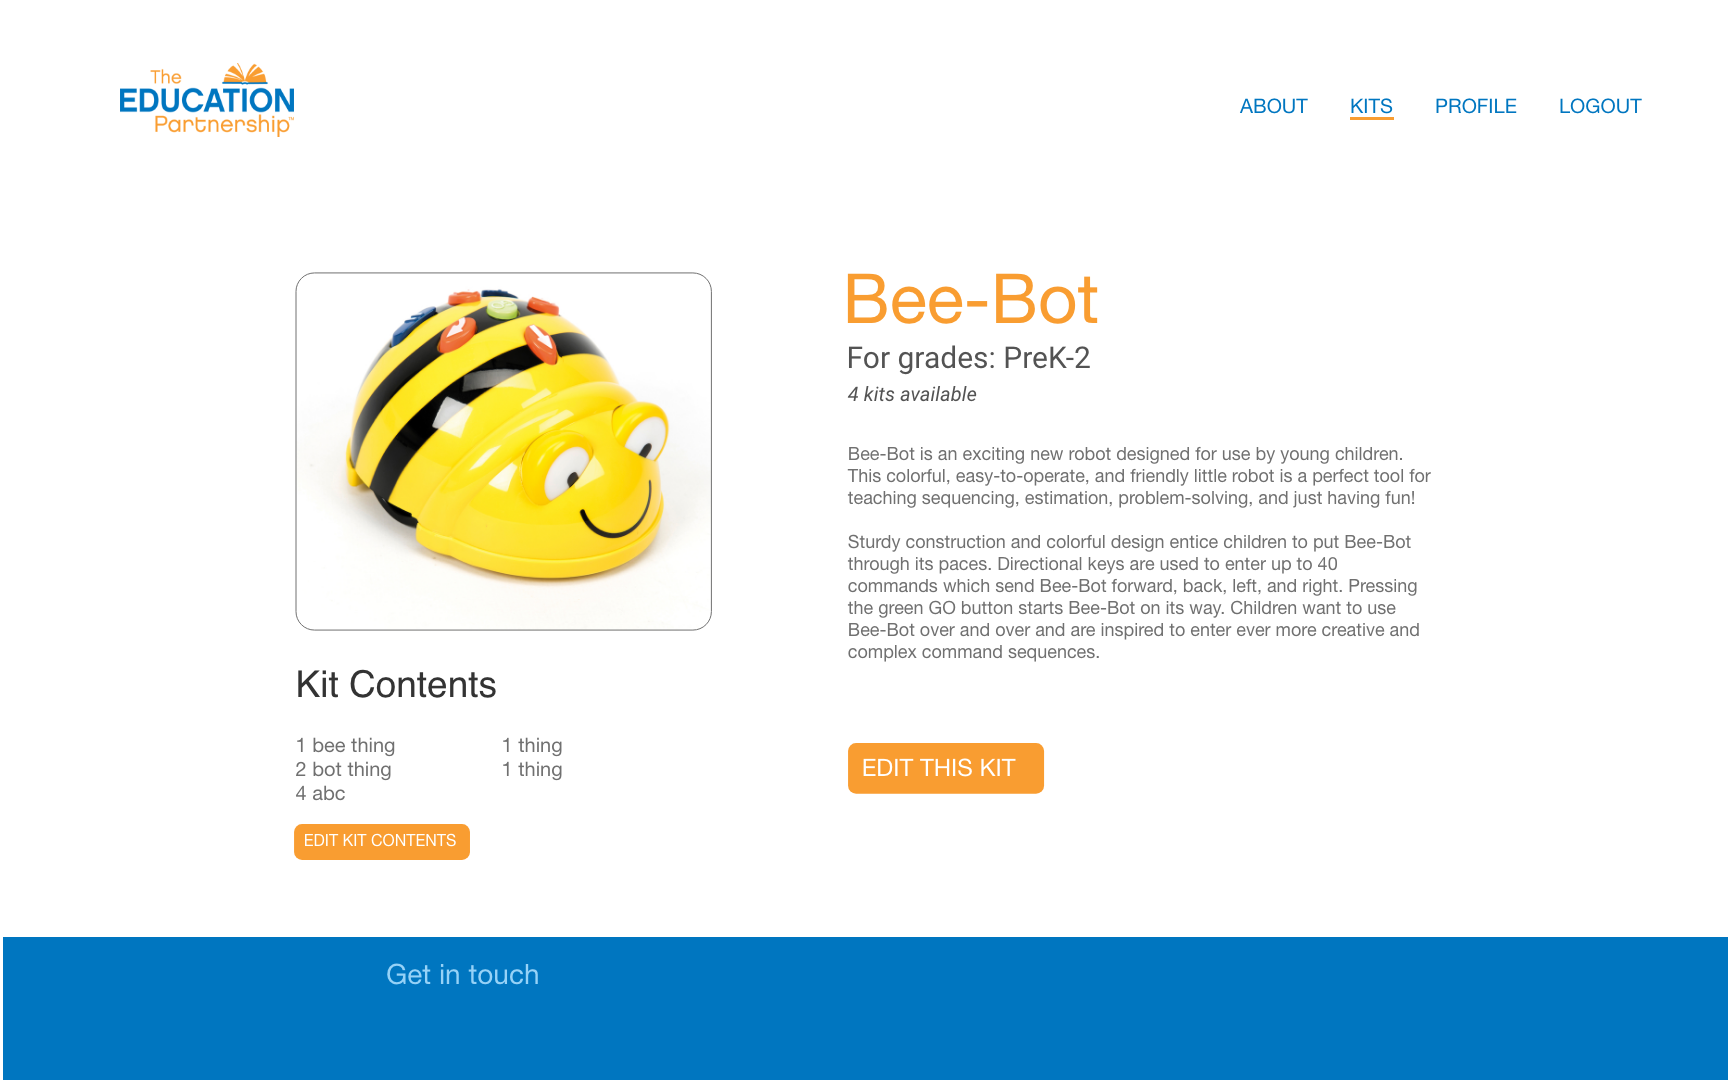 The
EDUCATION
Partnership™
ABOUT KITS PROFILE LOGOUT
Bee-Bot
For grades: PreK-2
4 kits available
Bee-Bot is an exciting new robot designed for use by young children.
This colorful, easy-to-operate, and friendly little robot is a perfect tool for
teaching sequencing, estimation, problem-solving, and just having fun!
Sturdy construction and colorful design entice children to put Bee-Bot
through its paces. Directional keys are used to enter up to 40
commands which send Bee-Bot forward, back, left, and right. Pressing
the green GO button starts Bee-Bot on its way. Children want to use
Bee-Bot over and over and are inspired to enter ever more creative and
complex command sequences.
EDIT THIS KIT
Kit Contents
1 bee thing
2 bot thing
4 abc
1 thing
1 thing
EDIT KIT CONTENTS
Get in touch